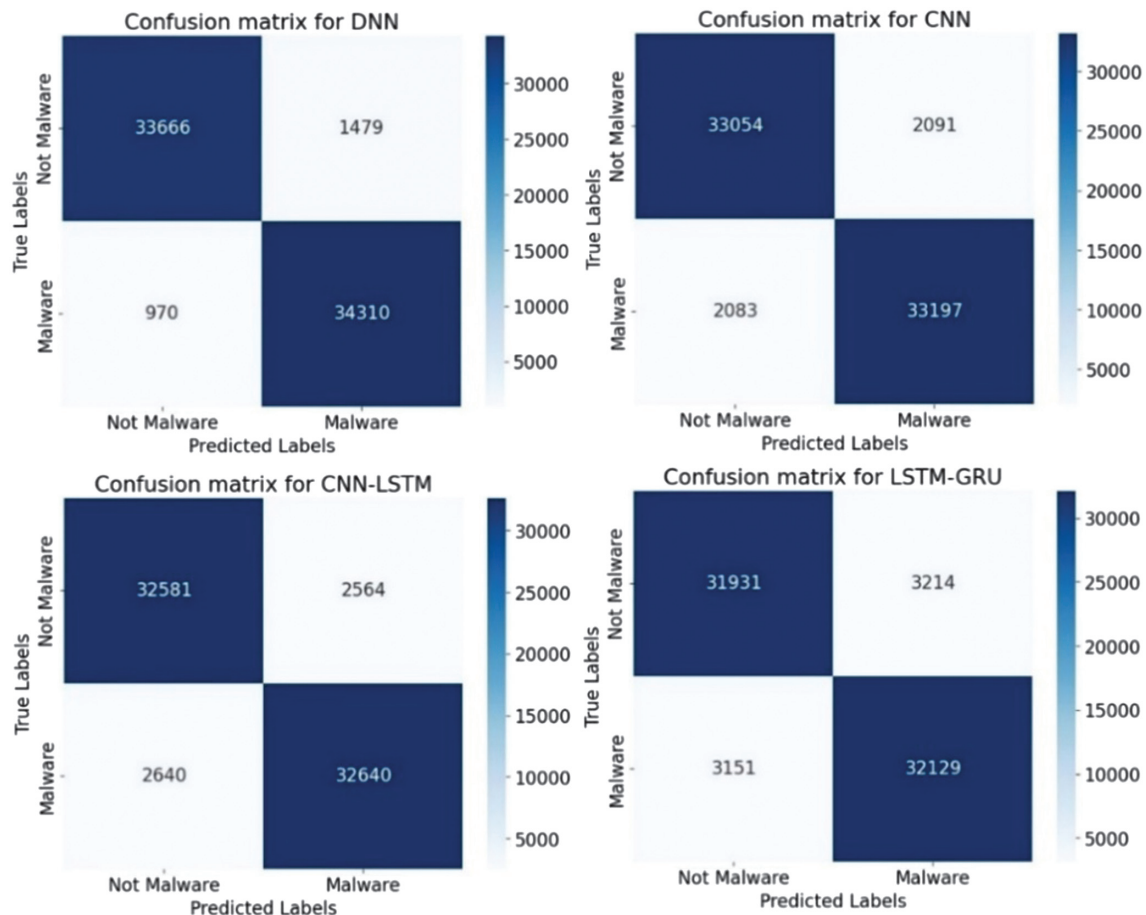 Confusion matrix for DNN
True Labels
Not Malware
Malware
33666
1479
970
34310
Not Malware
Malware
Predicted Labels
30000
25000
20000
15000
10000
5000
Confusion matrix for CNN
True Labels
Not Malware
Malware
33054
2091
2083
33197
Not Malware
Malware
Predicted Labels
30000
25000
20000
15000
10000
5000
Confusion matrix for CNN-LSTM
True Labels
Not Malware
Malware
32581
2564
2640
32640
Not Malware
Malware
Predicted Labels
30000
25000
20000
15000
10000
5000
Confusion matrix for LSTM-GRU
True Labels
Not Malware
Malware
31931
3214
3151
32129
Not Malware
Malware
Predicted Labels
30000
25000
20000
15000
10000
5000